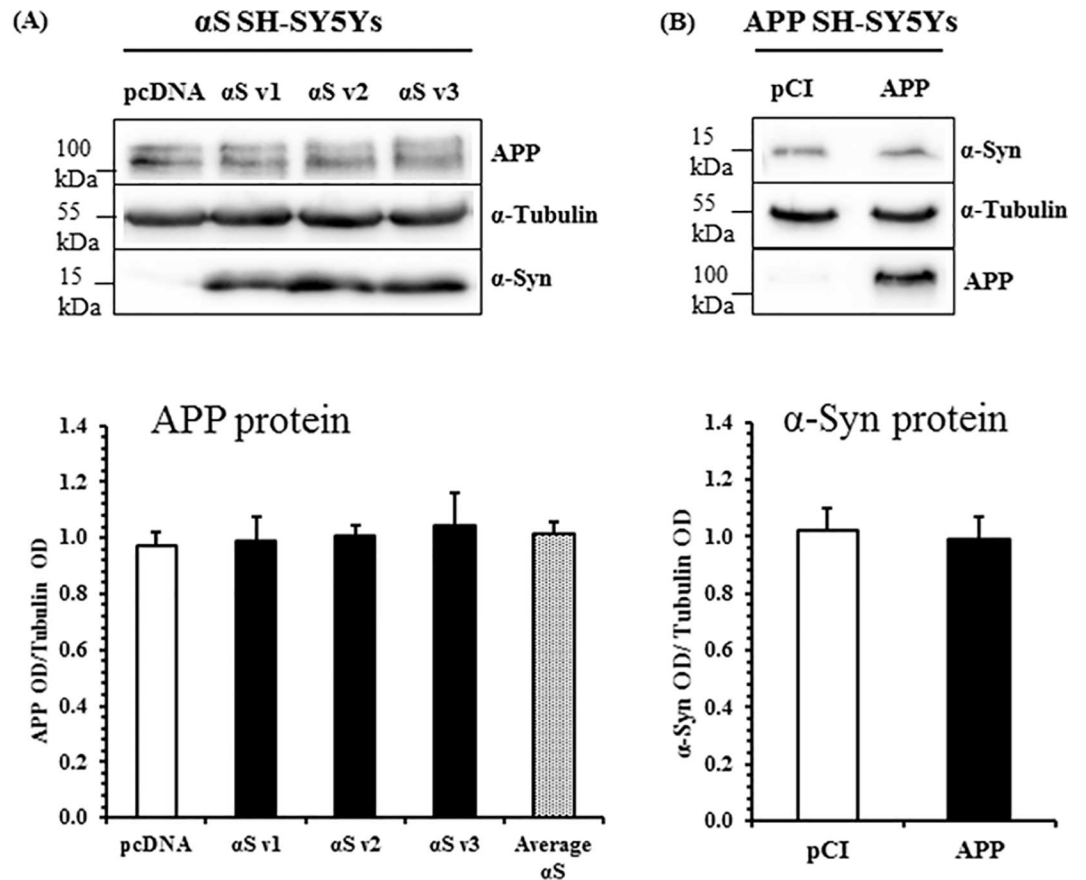 (A)
αS SH-SY5Ys
pcDNA αS v1 αS v2 αS v3
100
kDa
APP
55
kDa
α-Tubulin
15
kDa
α-Syn
APP protein
APP OD/Tubulin OD
1.4
1.2
1.0
0.8
0.6
0.4
0.2
0.0
pcDNA αS v1 αS v2 αS v3 Average
αS
(B)
APP SH-SY5Ys
pCI APP
15
kDa
α-Syn
55
kDa
α-Tubulin
100
kDa
APP
α-Syn protein
α-Syn OD/ Tubulin OD
1.4
1.2
1.0
0.8
0.6
0.4
0.2
0.0
pCI APP